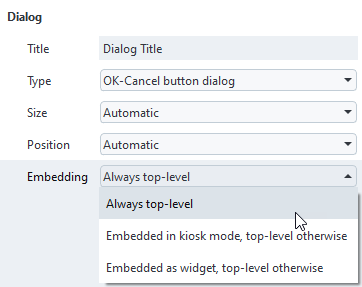 Dialog
Title Dialog Title
Type OK-Cancel button dialog
Size Automatic
Position Automatic
Embedding Always top-level
Always top-level
Embedded in kiosk mode, top-level otherwise
Embedded as widget, top-level otherwise